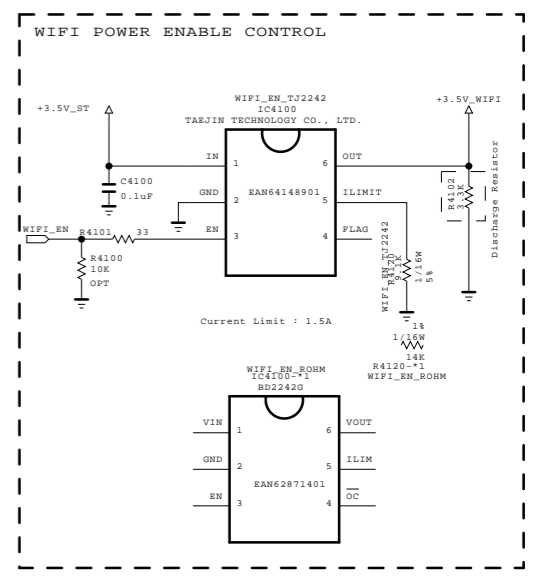 WIFI POWER ENABLE CONTROL
WIFI_EN_TJ2242
IC4100
TAEJIN TECHNOLOGY CO., LTD.
+3.5V_ST
+3.5V_WIFI
IN
1
6
OUT
C4100
0.1uF
GND
2
EAN64148901
5
ILIMIT
WIFI_EN
R4101
33
EN
3
4
FLAG
R4100
10K
OPT
WIFI_EN_TJ2242
R4120
9.1K
1/16W
5%
R4102
3.3K
Discharge Resistor
Current Limit : 1.5A
1%
1/16W
14K
R4120-*1
WIFI_EN_ROHM
WIFI_EN_ROHM
IC4100-*1
BD2242G
VIN
1
6
VOUT
GND
2
5
ILIM
EAN62871401
EN
3
4
OC